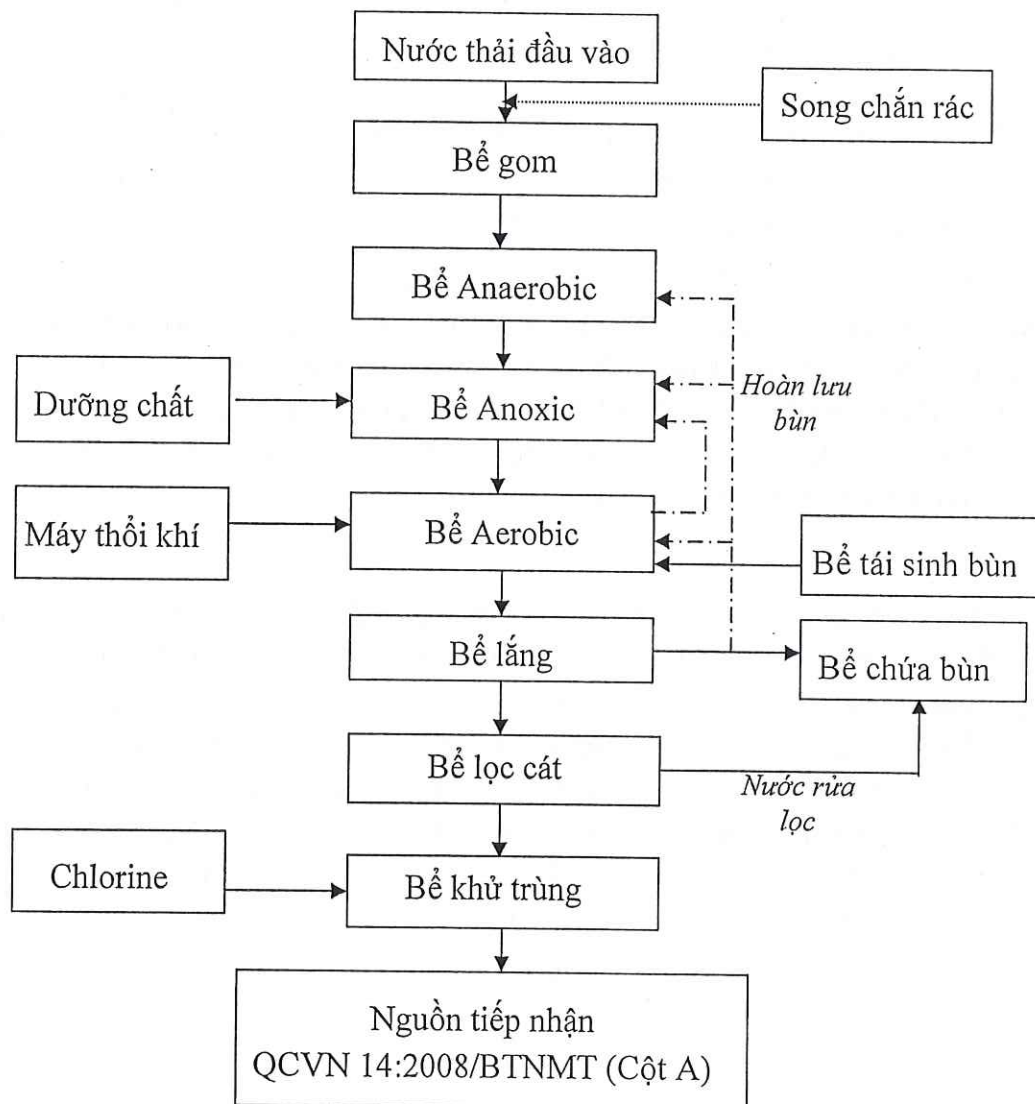 Nước thải đầu vào
Song chắn rác
Bể gom
Bể Anaerobic
Dưỡng chất
Bể Anoxic
Hoàn lưu
bùn
Máy thổi khí
Bể Aerobic
Bể tái sinh bùn
Bể lắng
Bể chứa bùn
Bể lọc cát
Nước rửa
lọc
Chlorine
Bể khử trùng
Nguồn tiếp nhận
QCVN 14:2008/BTNMT (Cột A)